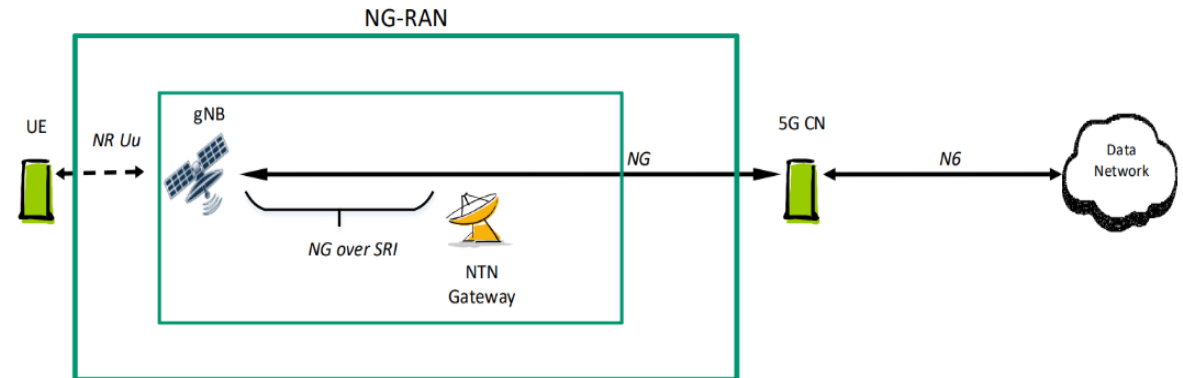 NG-RAN
gNB
UE
NR Uu
5G CN
NG
N6
Data
Network
NG over SRI
NTN
Gateway